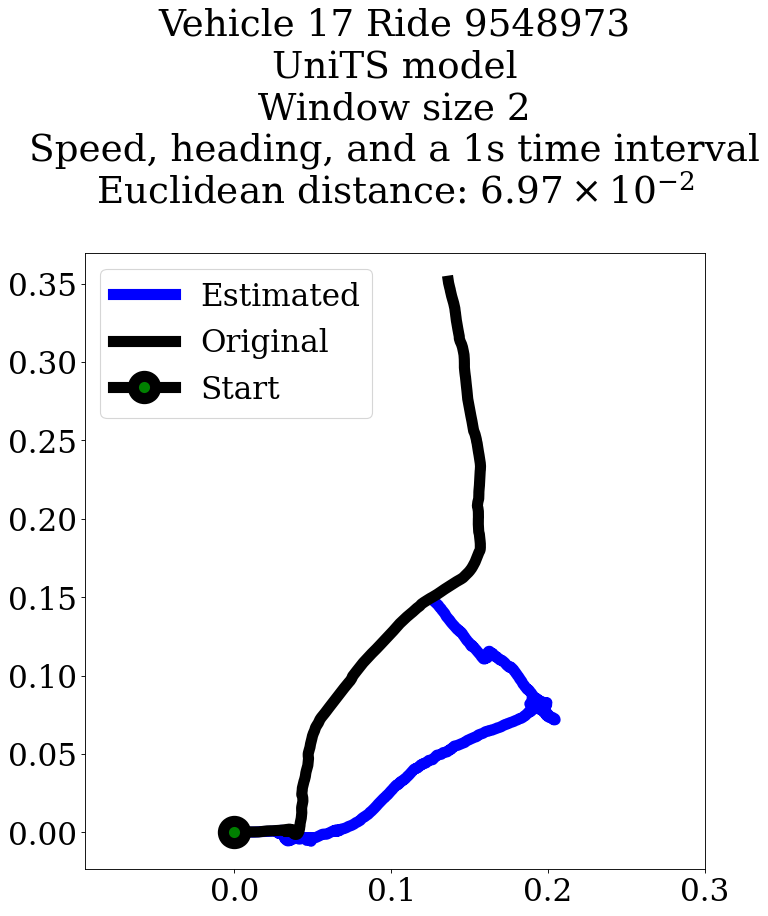 Vehicle 17 Ride 9548973
UniTS model
Window size 2
Speed, heading, and a 1s time interval
Euclidean distance: 6.97 × 10⁻²
Estimated
Original
Start
0.35
0.30
0.25
0.20
0.15
0.10
0.05
0.00
0.0 0.1 0.2 0.3